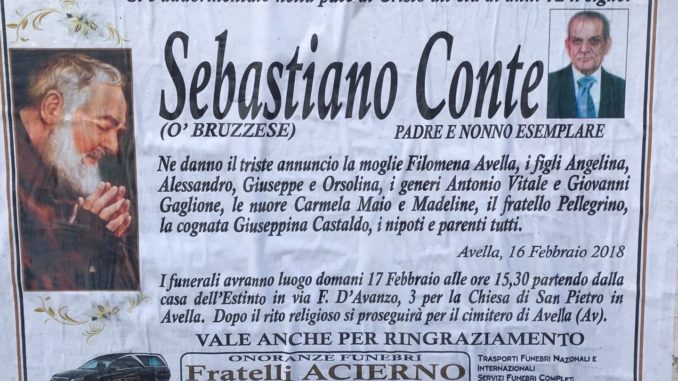 Sebastiano Conte
(O' BRUZZESE) PADRE E NONNO ESEMPLARE
Ne danno il triste annuncio la moglie Filomena Avella, i figli Angelina,
Alessandro, Giuseppe e Orsolina, i generi Antonio Vitale e Giovanni
Gaglione, le nuore Carmela Maio e Madeline, il fratello Pellegrino,
la cognata Giuseppina Castaldo, i nipoti e parenti tutti.
Avella, 16 Febbraio 2018
I funerali avranno luogo domani 17 Febbraio alle ore 15,30 partendo dalla
casa dell'Estinto in via F. D'Avanzo, 3 per la Chiesa di San Pietro in
Avella. Dopo il rito religioso si proseguirà per il cimitero di Avella (Av).
VALE ANCHE PER RINGRAZIAMENTO
ONORANZE FUNEBRI
Fratelli ACIERNO
TRASPORTI FUNEBRI NAZIONALI E
INTERNAZIONALI
SERVIZI FUNEBRI COMPLET